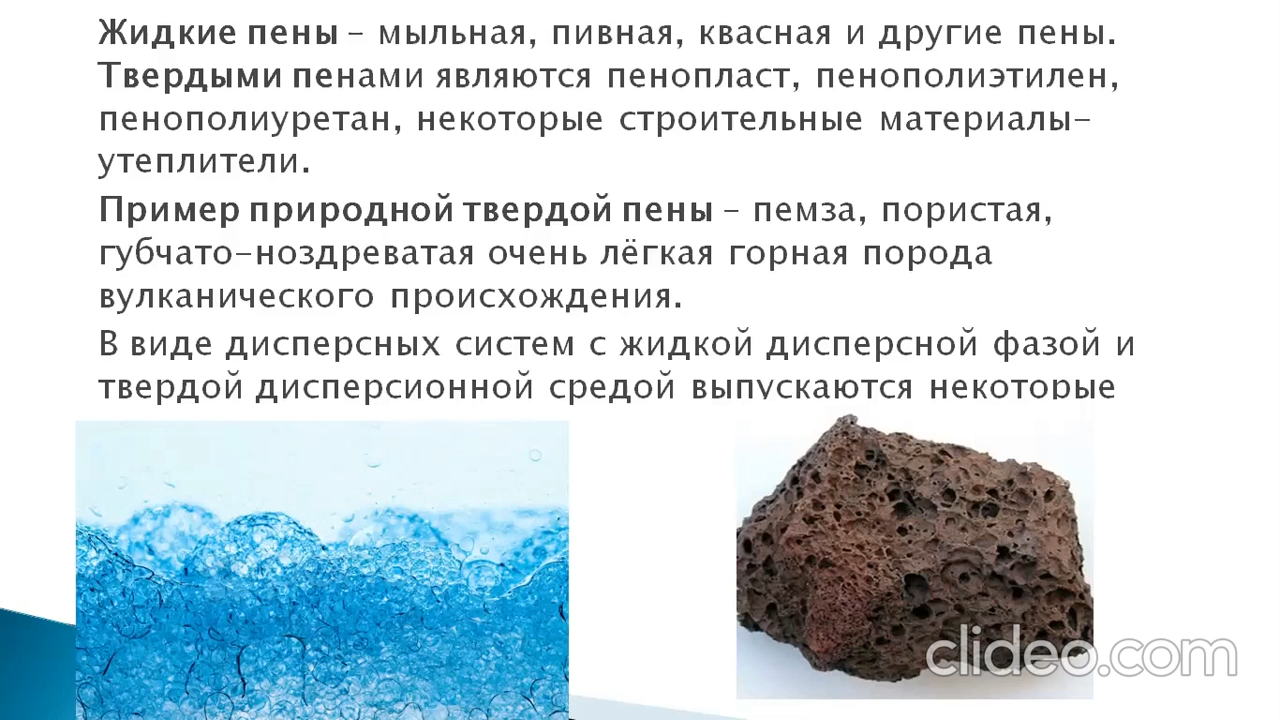 Жидкие пены – мыльная, пивная, квасная и другие пены.
Твердыми пенами являются пенопласт, пенополиэтилен,
пенополиуретан, некоторые строительные материалы-
утеплители.
Пример природной твердой пены – пемза, пористая,
губчато-ноздреватая очень лёгкая горная порода
вулканического происхождения.
В виде дисперсных систем с жидкой дисперсной фазой и
твердой дисперсионной средой выпускаются некоторые
clideo.com